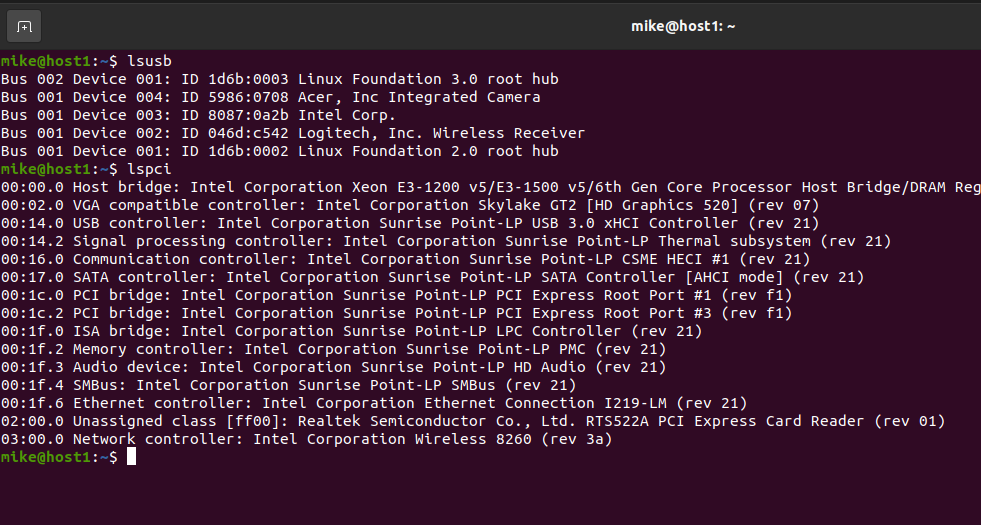 mike@host1: ~
mike@host1:~$ lsusb
Bus 002 Device 001: ID 1d6b:0003 Linux Foundation 3.0 root hub
Bus 001 Device 004: ID 5986:0708 Acer, Inc Integrated Camera
Bus 001 Device 003: ID 8087:0a2b Intel Corp.
Bus 001 Device 002: ID 046d:c542 Logitech, Inc. Wireless Receiver
Bus 001 Device 001: ID 1d6b:0002 Linux Foundation 2.0 root hub
mike@host1:~$ lspci
00:00.0 Host bridge: Intel Corporation Xeon E3-1200 v5/E3-1500 v5/6th Gen Core Processor Host Bridge/DRAM Reg
00:02.0 VGA compatible controller: Intel Corporation Skylake GT2 [HD Graphics 520] (rev 07)
00:14.0 USB controller: Intel Corporation Sunrise Point-LP USB 3.0 xHCI Controller (rev 21)
00:14.2 Signal processing controller: Intel Corporation Sunrise Point-LP Thermal subsystem (rev 21)
00:16.0 Communication controller: Intel Corporation Sunrise Point-LP CSME HECI #1 (rev 21)
00:17.0 SATA controller: Intel Corporation Sunrise Point-LP SATA Controller [AHCI mode] (rev 21)
00:1c.0 PCI bridge: Intel Corporation Sunrise Point-LP PCI Express Root Port #1 (rev f1)
00:1c.2 PCI bridge: Intel Corporation Sunrise Point-LP PCI Express Root Port #3 (rev f1)
00:1f.0 ISA bridge: Intel Corporation Sunrise Point-LP LPC Controller (rev 21)
00:1f.2 Memory controller: Intel Corporation Sunrise Point-LP PMC (rev 21)
00:1f.3 Audio device: Intel Corporation Sunrise Point-LP HD Audio (rev 21)
00:1f.4 SMBus: Intel Corporation Sunrise Point-LP SMBus (rev 21)
00:1f.6 Ethernet controller: Intel Corporation Ethernet Connection I219-LM (rev 21)
02:00.0 Unassigned class [ff00]: Realtek Semiconductor Co., Ltd. RTS522A PCI Express Card Reader (rev 01)
03:00.0 Network controller: Intel Corporation Wireless 8260 (rev 3a)
mike@host1:~$